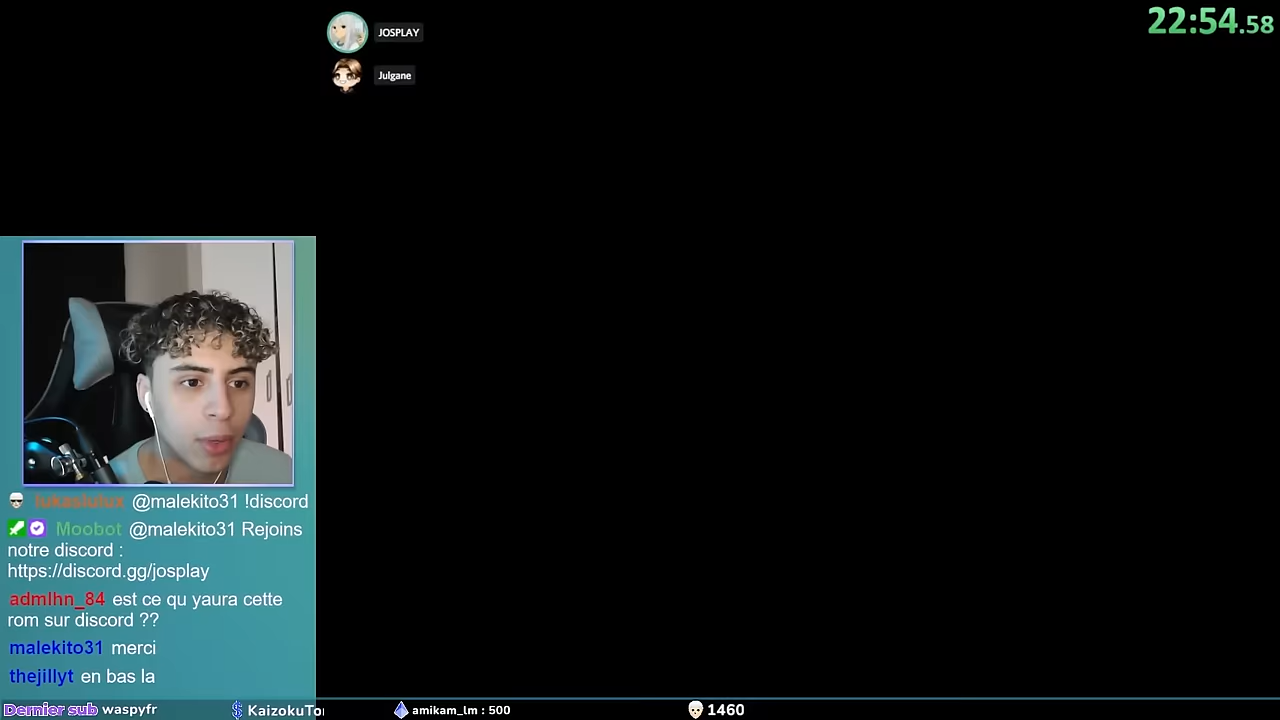 JOSPLAY
22:54.58
Julgane
lukaslulux @malekito31 !discord
Moobot @malekito31 Rejoins
notre discord :
https://discord.gg/josplay
admlhn_84 est ce qu yaura cette
rom sur discord ??
malekito31 merci
thejillyt en bas la
Dernier sub waspyfr
KaizokuTo
amikam_lm : 500
1460